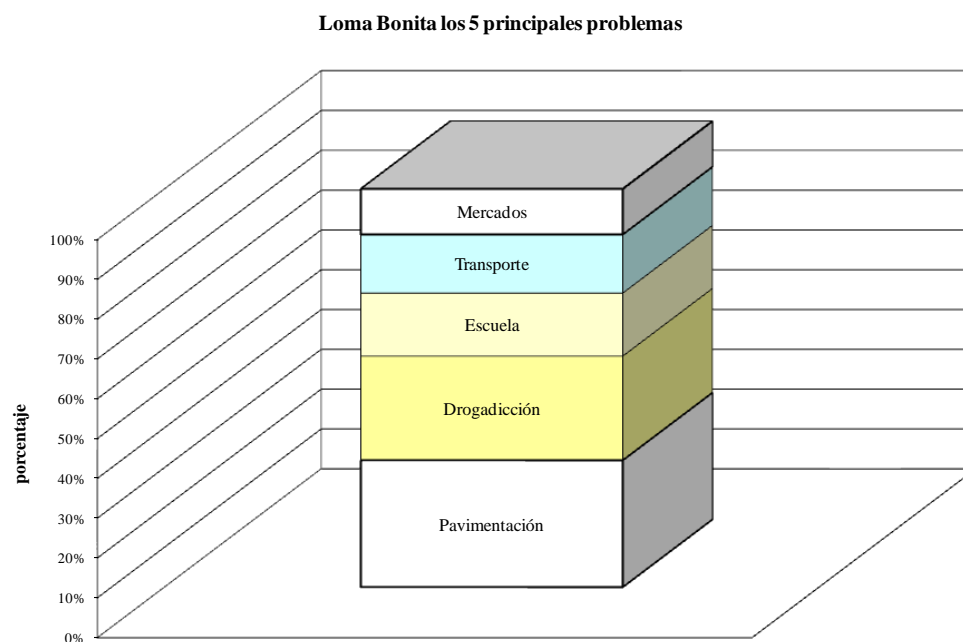 Loma Bonita los 5 principales problemas
Mercados
100%
Transporte
90%
80%
Escuela
70%
60%
Drogadicción
50%
porcentaje
40%
30%
Pavimentación
20%
10%
0%